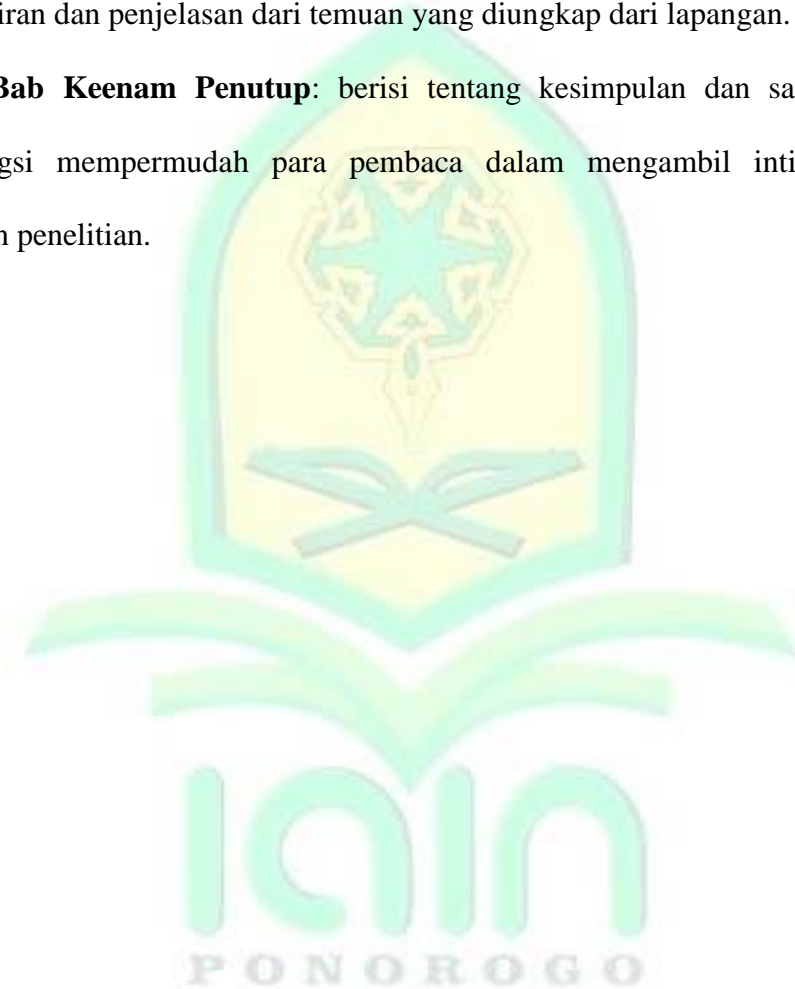 iran dan penjelasan dari temuan yang diungkap dari lapangan.
Bab Keenam Penutup: berisi tentang kesimpulan dan sa
gsi mempermudah para pembaca dalam mengambil inti
n penelitian.
iain
PONOROGO